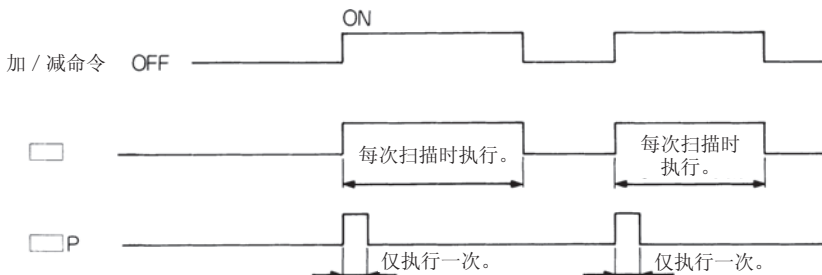 ON
加 / 减命令 OFF
每次扫描时执行。
每次扫描时
执行。
P
仅执行一次。
仅执行一次。